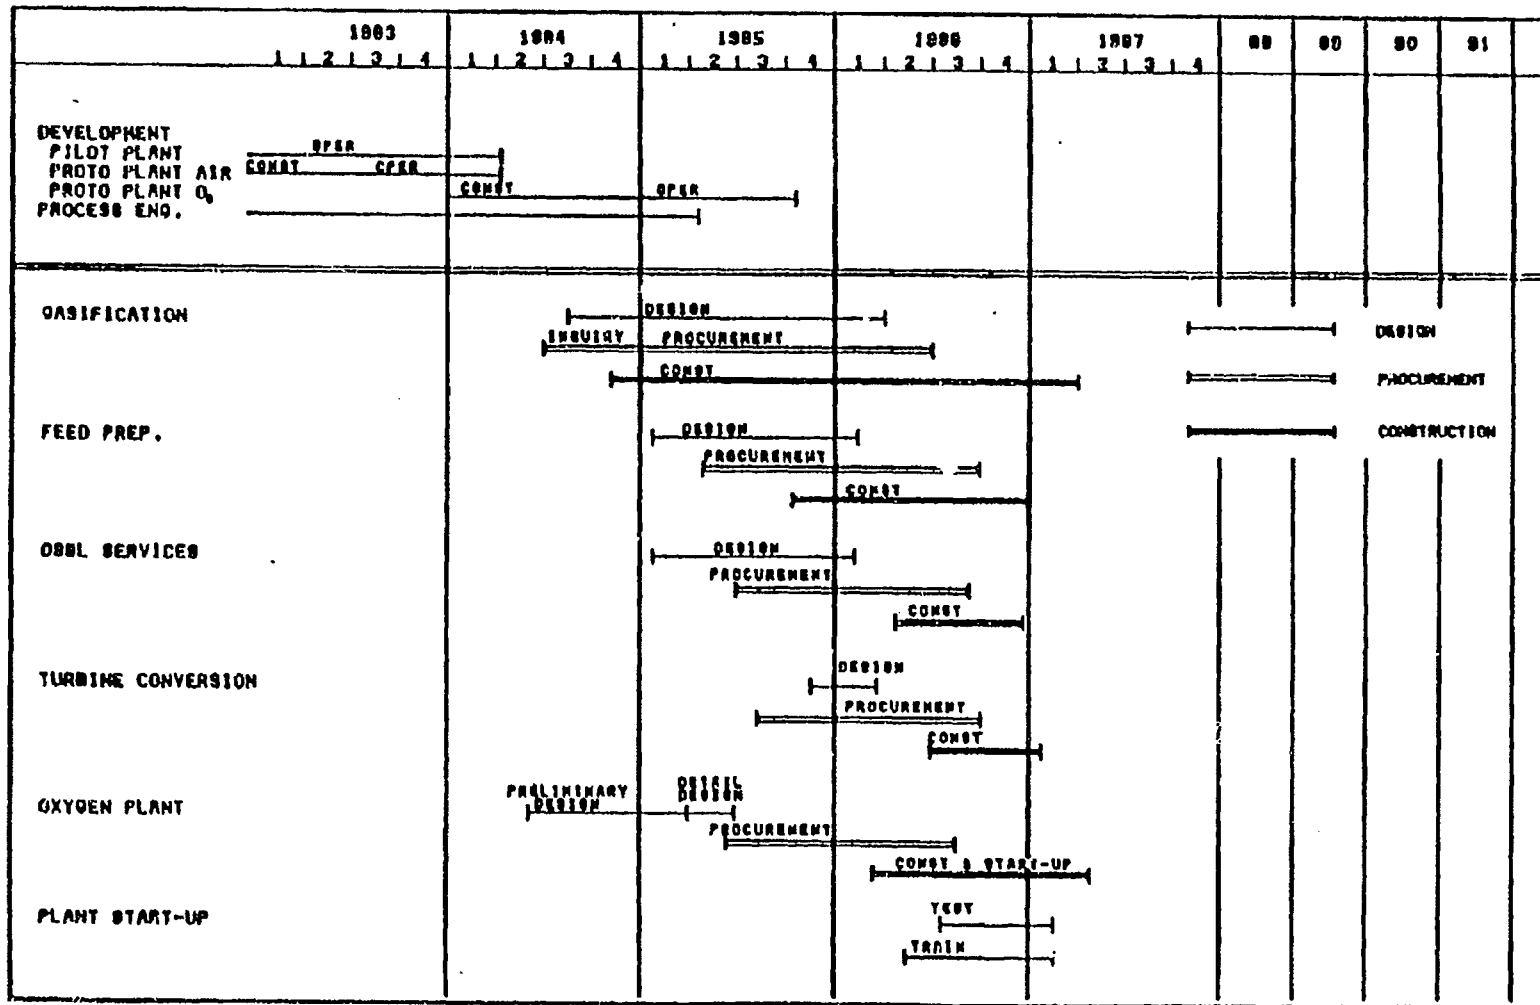 1983 1984 1985 1986 1987 88 89 90 91
1 2 3 4 1 2 3 4 1 2 3 4 1 2 3 4 1 2 3 4
DEVELOPMENT
PILOT PLANT OPER
PROTO PLANT AIR CONST OPER
PROTO PLANT O₂ CONST OPER
PROCESS ENG.
GASIFICATION DESIGN
INQUIRY PROCUREMENT
CONST
DESIGN
PROCUREMENT
CONSTRUCTION
FEED PREP. DESIGN
PROCUREMENT
CONST
OSBL SERVICES DESIGN
PROCUREMENT
CONST
TURBINE CONVERSION DESIGN
PROCUREMENT
CONST
OXYGEN PLANT PRELIMINARY DESIGN DETAIL DESIGN
PROCUREMENT
CONST & START-UP
PLANT START-UP TEST
TRAIN